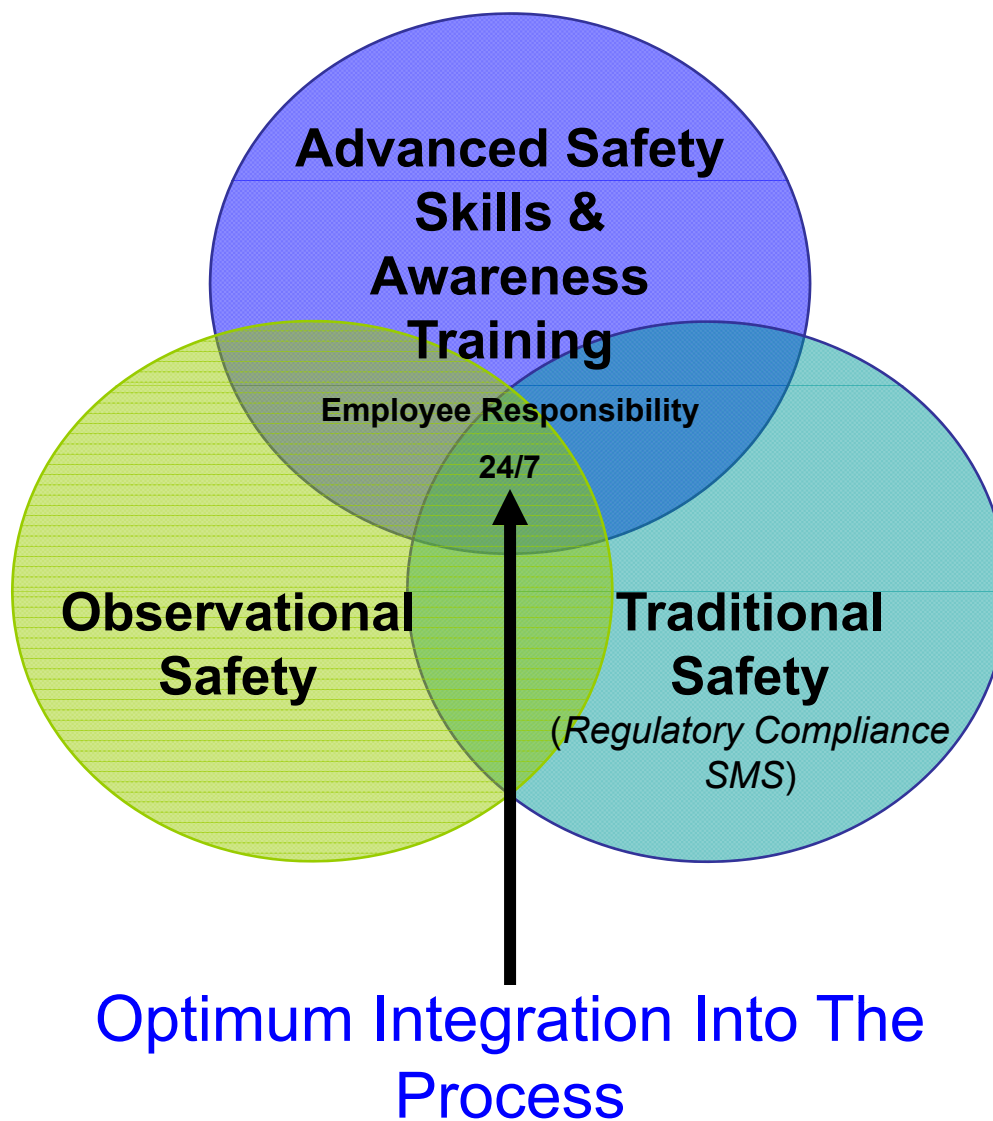 Advanced Safety
Skills &
Awareness
Training
Employee Responsibility
24/7
Observational
Safety
Traditional
Safety
(Regulatory Compliance
SMS)
Optimum Integration Into The
Process